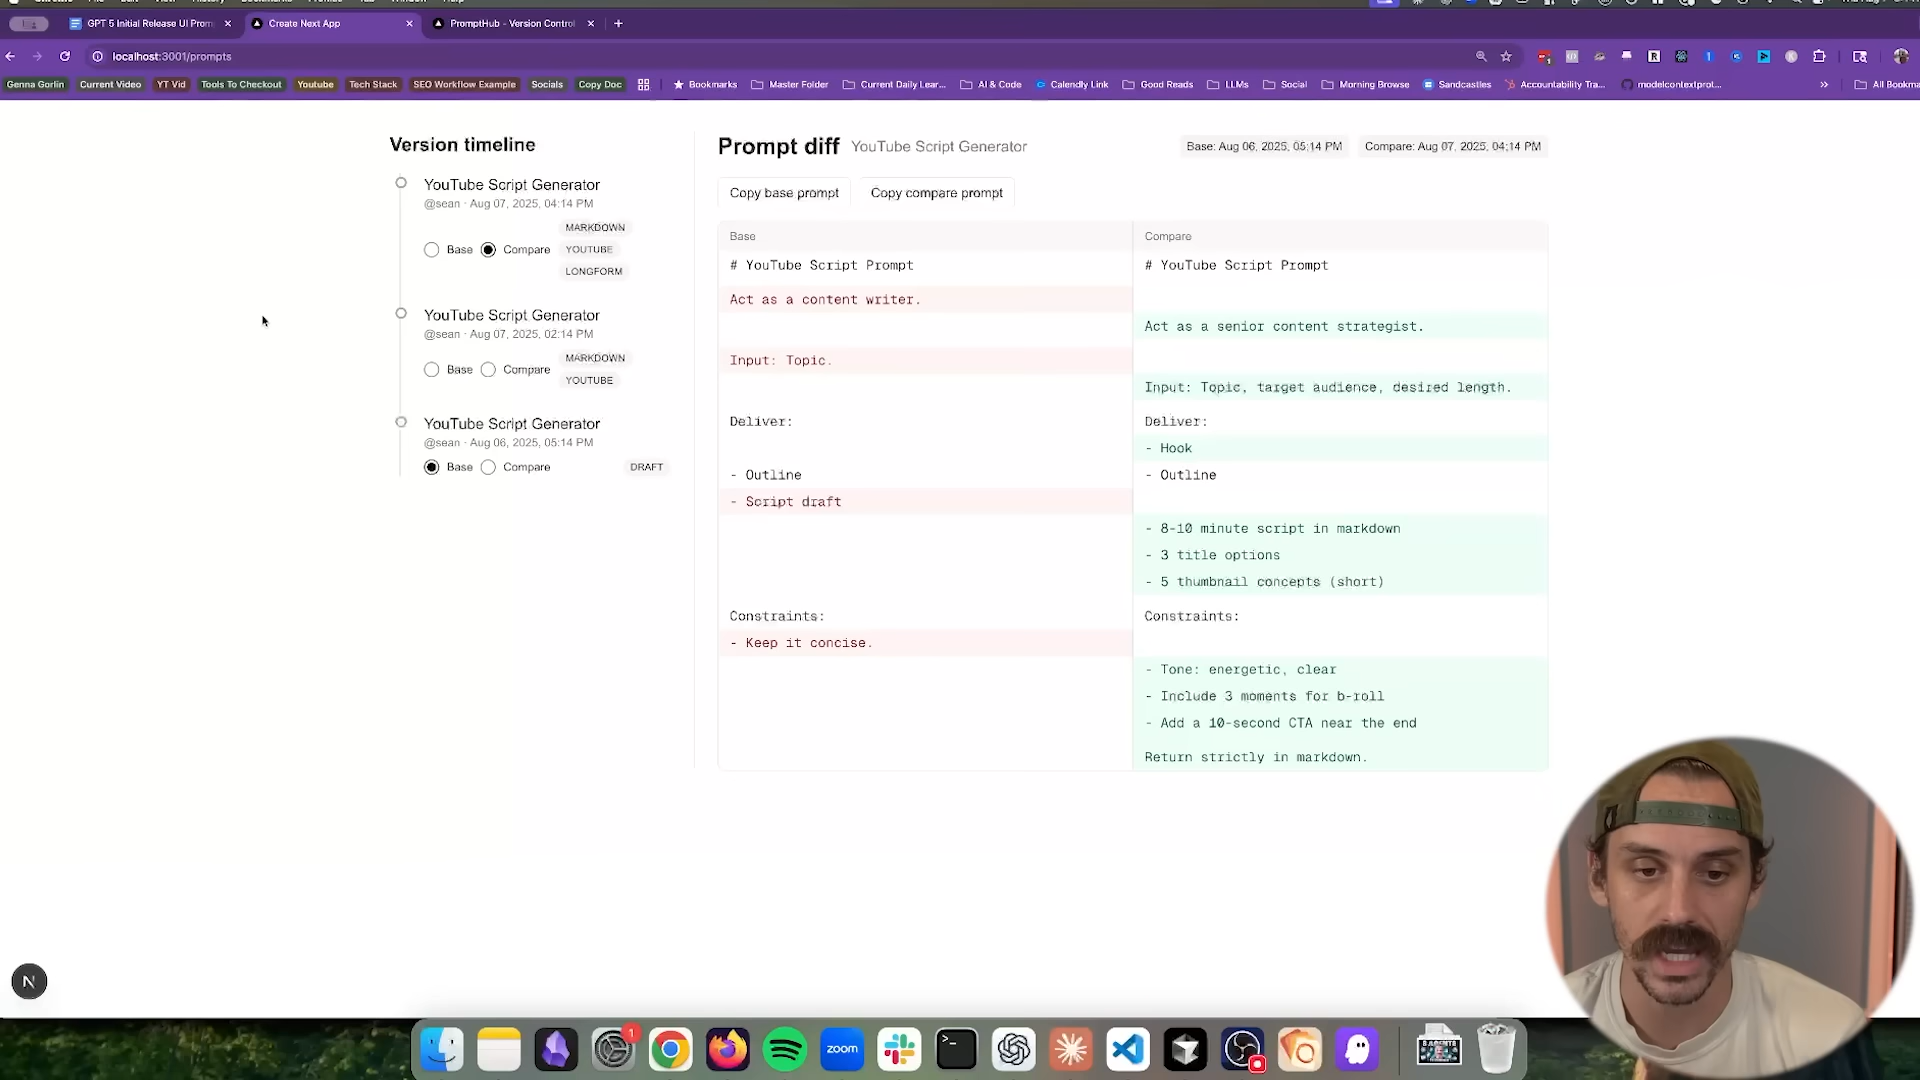 GPT 5 Initial Release UI Prom
Create Next App
PromptHub - Version Control
localhost:3001/prompts
Genna Gorlin
Current Video
YT Vid
Tools To Checkout
Youtube
Tech Stack
SEO Workflow Example
Socials
Copy Doc
Bookmarks
Master Folder
Current Daily Lear...
AI & Code
Calendly Link
Good Reads
LLMs
Social
Morning Browse
Sandcastles
Accountability Tra...
modelcontextprot...
»
All Bookma
Version timeline
YouTube Script Generator
@sean · Aug 07, 2025, 04:14 PM
MARKDOWN
Base Compare YOUTUBE
LONGFORM
YouTube Script Generator
@sean · Aug 07, 2025, 02:14 PM
MARKDOWN
Base Compare
YOUTUBE
YouTube Script Generator
@sean · Aug 06, 2025, 05:14 PM
Base Compare DRAFT
Prompt diff YouTube Script Generator
Base: Aug 06, 2025, 05:14 PM
Compare: Aug 07, 2025, 04:14 PM
Copy base prompt
Copy compare prompt
Base
# YouTube Script Prompt
Act as a content writer.
Input: Topic.
Deliver:
- Outline
- Script draft
Constraints:
- Keep it concise.
Compare
# YouTube Script Prompt
Act as a senior content strategist.
Input: Topic, target audience, desired length.
Deliver:
- Hook
- Outline
- 8-10 minute script in markdown
- 3 title options
- 5 thumbnail concepts (short)
Constraints:
- Tone: energetic, clear
- Include 3 moments for b-roll
- Add a 10-second CTA near the end
Return strictly in markdown.
N
1
zoom